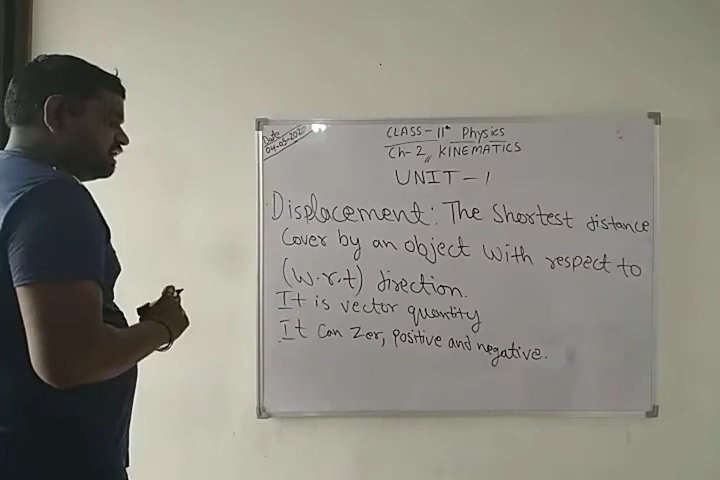 Date
04-05-2020
CLASS-11th Physics
Ch-2,, KINEMATICS
UNIT-1
Displacement: The Shortest distance
Cover by an object with respect to
(w.r.t) direction.
It is vector quantity
It can Zer, positive and negative.